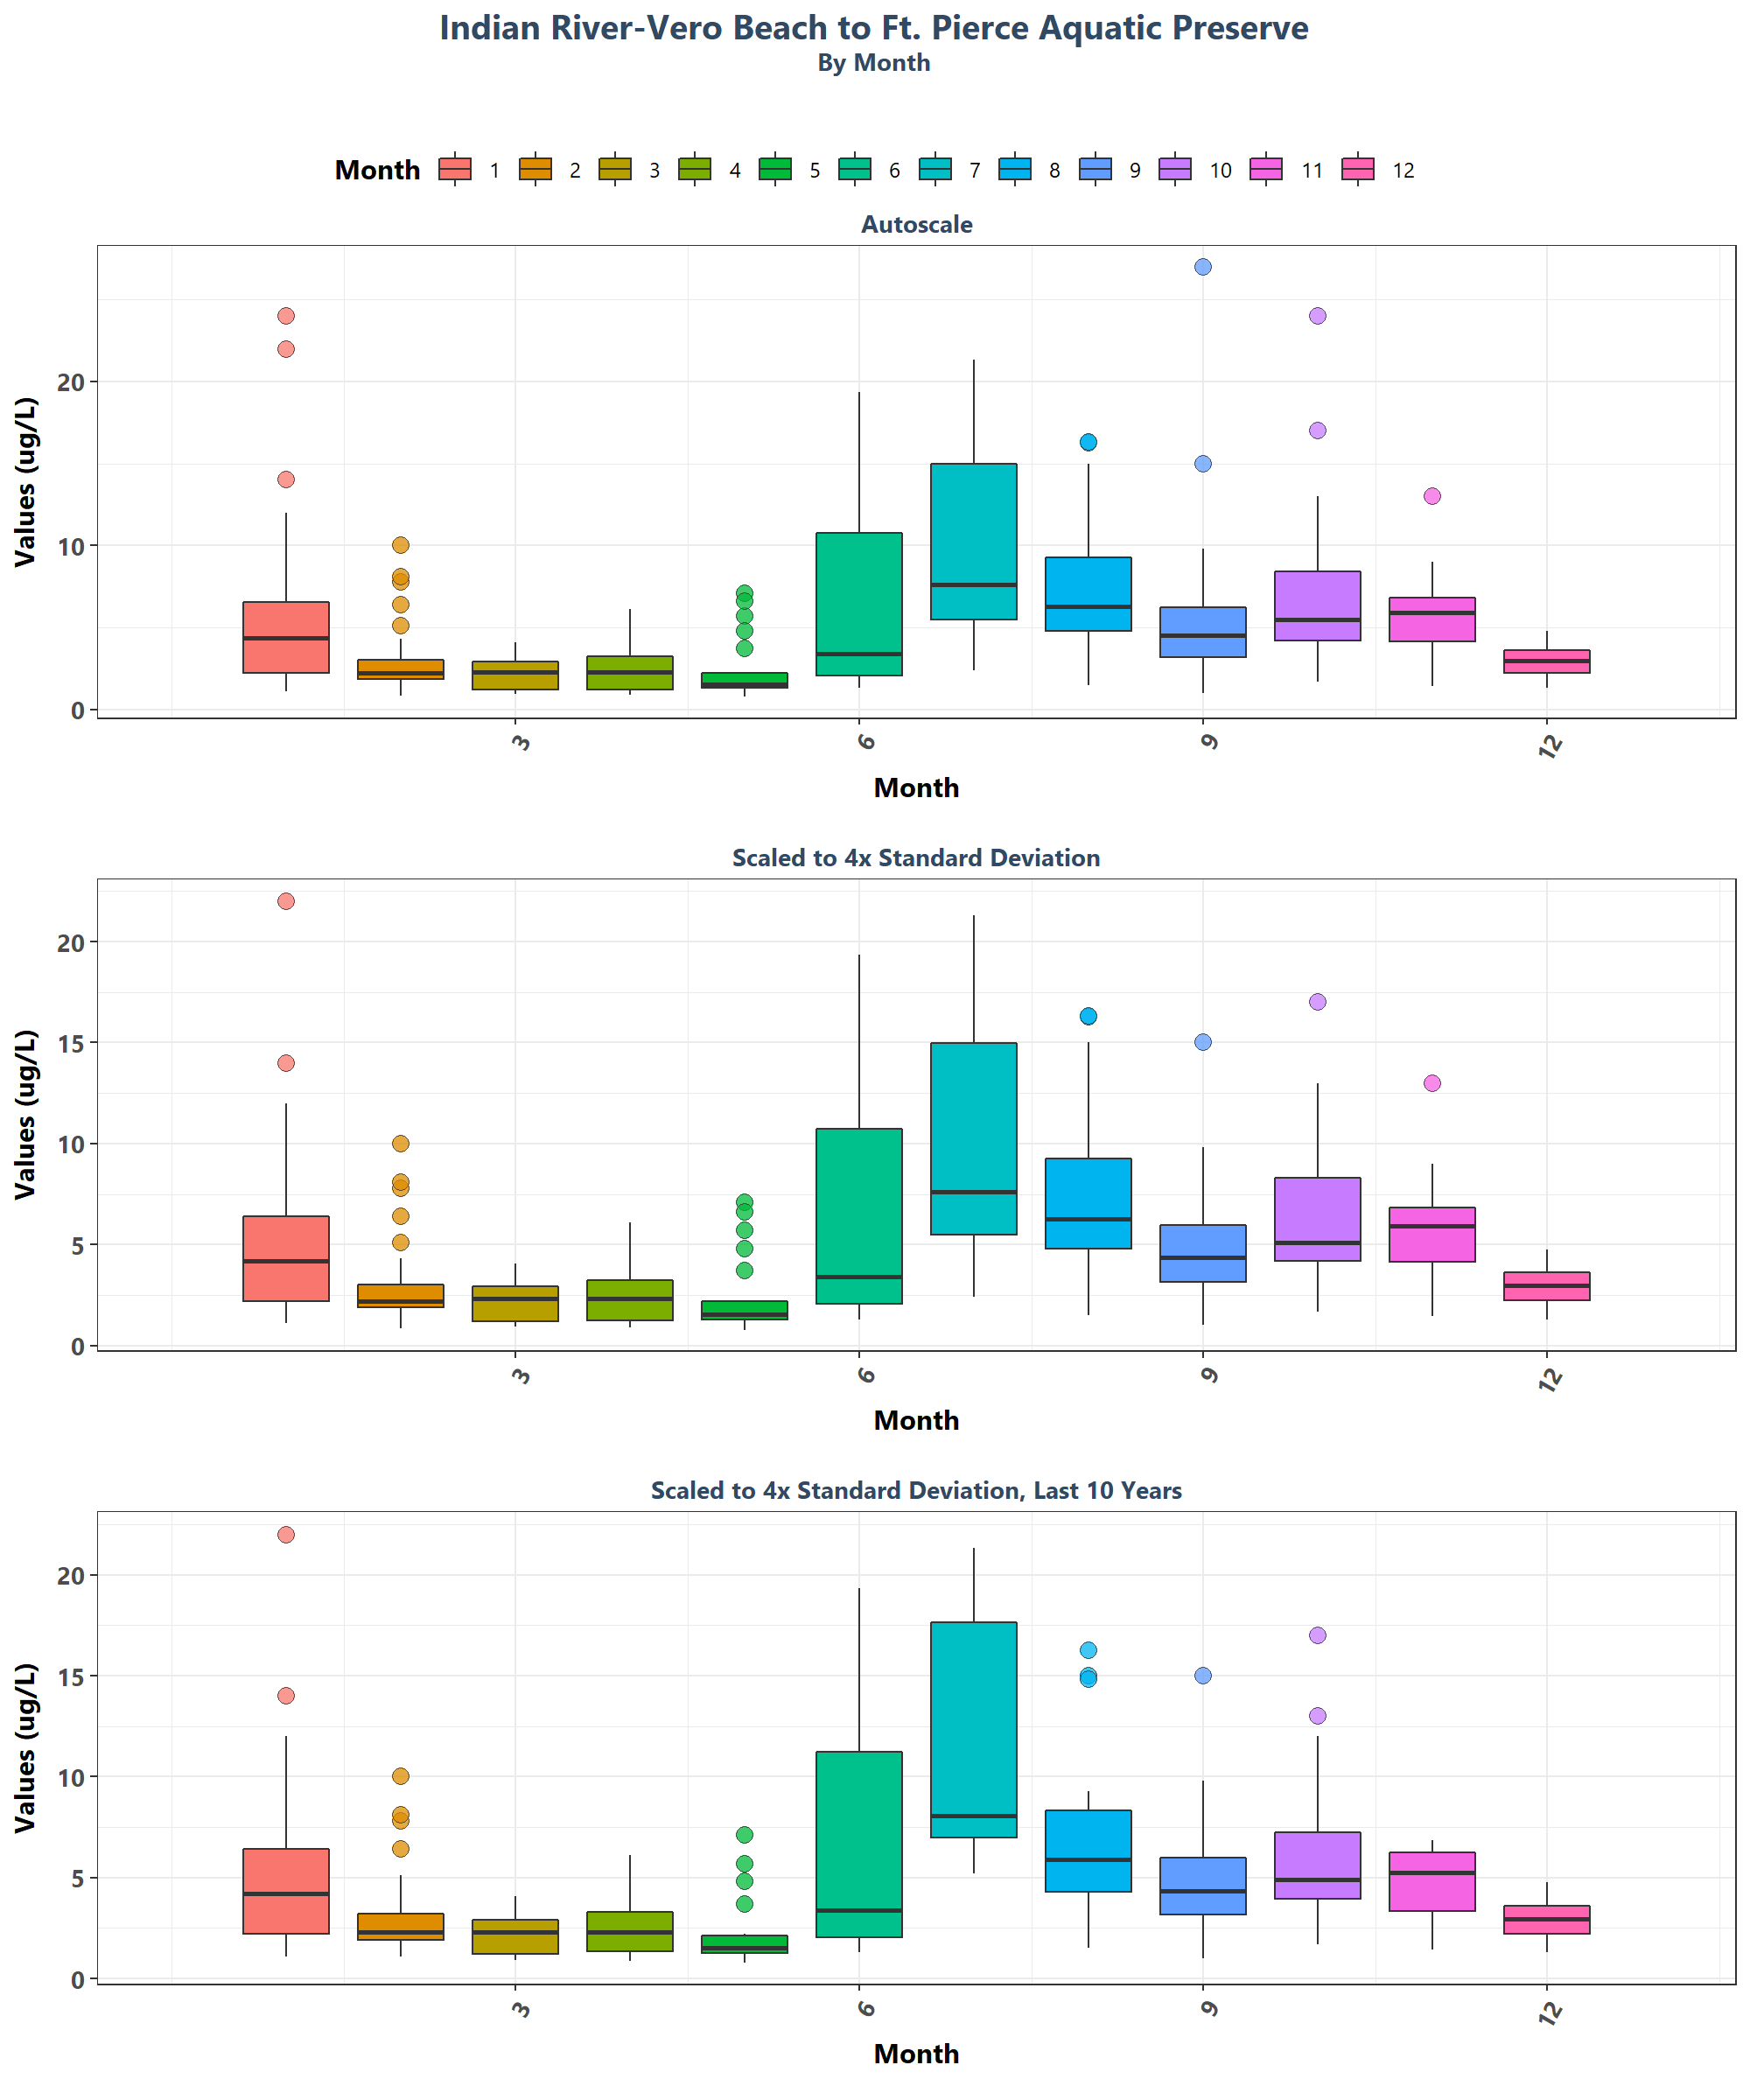 Indian River-Vero Beach to Ft. Pierce Aquatic Preserve
By Month
Month 1 2 3 4 5 6 7 8 9 10 11 12
Autoscale
Values (ug/L)
20
10
0
3 6 9 12
Month
Scaled to 4x Standard Deviation
Values (ug/L)
20
15
10
5
0
3 6 9 12
Month
Scaled to 4x Standard Deviation, Last 10 Years
Values (ug/L)
20
15
10
5
0
3 6 9 12
Month